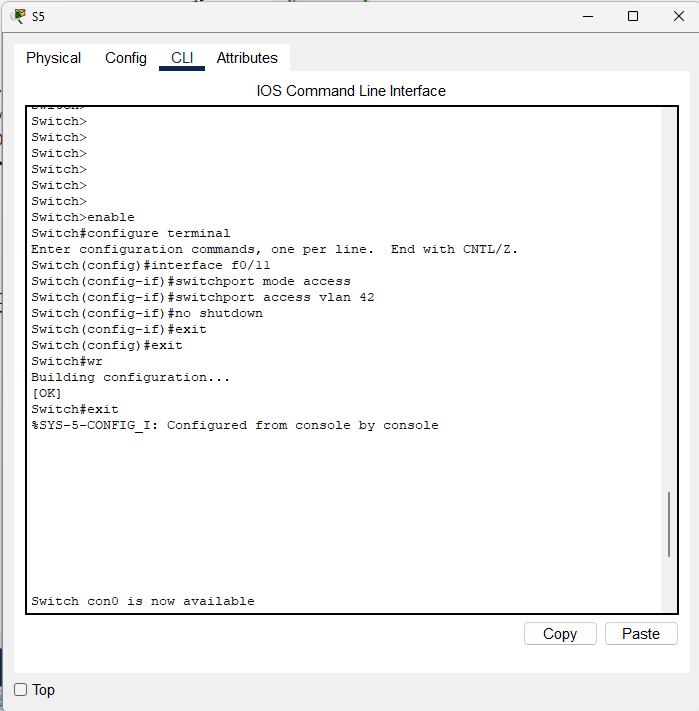 S5
Physical Config CLI Attributes
IOS Command Line Interface
Switch>
Switch>
Switch>
Switch>
Switch>
Switch>
Switch>
Switch>enable
Switch#configure terminal
Enter configuration commands, one per line.  End with CNTL/Z.
Switch(config)#interface f0/11
Switch(config-if)#switchport mode access
Switch(config-if)#switchport access vlan 42
Switch(config-if)#no shutdown
Switch(config-if)#exit
Switch(config)#exit
Switch#wr
Building configuration...
[OK]
Switch#exit
%SYS-5-CONFIG_I: Configured from console by console
Switch con0 is now available
Copy Paste
Top